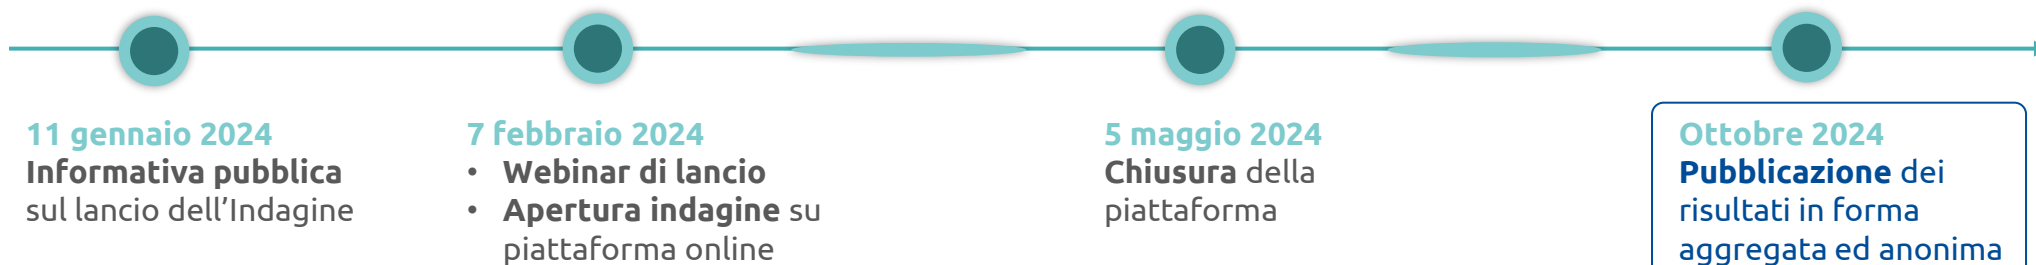 11 gennaio 2024
Informativa pubblica
sul lancio dell’Indagine
7 febbraio 2024
• Webinar di lancio
• Apertura indagine su
piattaforma online
5 maggio 2024
Chiusura della
piattaforma
Ottobre 2024
Pubblicazione dei
risultati in forma
aggregata ed anonima